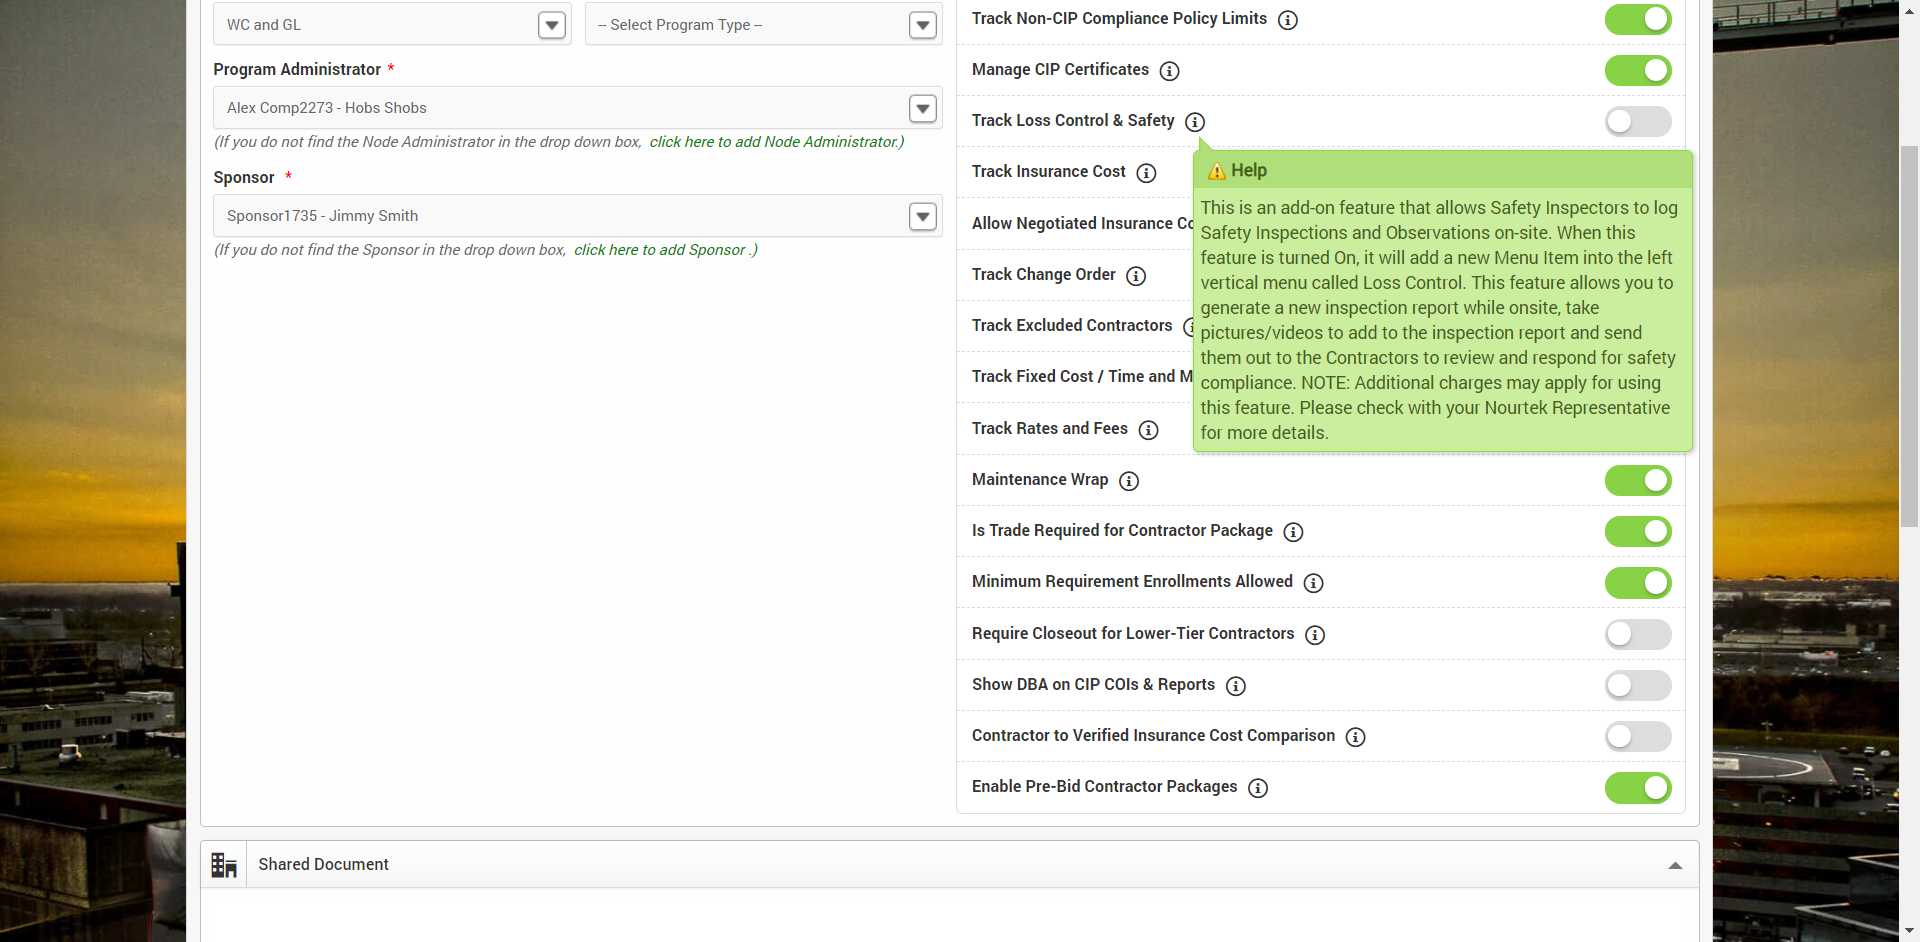 WC and GL
-- Select Program Type --
Program Administrator *
Alex Comp2273 - Hobs Shobs
(If you do not find the Node Administrator in the drop down box, click here to add Node Administrator.)
Sponsor *
Sponsor1735 - Jimmy Smith
(If you do not find the Sponsor in the drop down box, click here to add Sponsor .)
Track Non-CIP Compliance Policy Limits
Manage CIP Certificates
Track Loss Control & Safety
Track Insurance Cost
Allow Negotiated Insurance Co
Track Change Order
Track Excluded Contractors
Track Fixed Cost / Time and M
Track Rates and Fees
Help
This is an add-on feature that allows Safety Inspectors to log
Safety Inspections and Observations on-site. When this
feature is turned On, it will add a new Menu Item into the left
vertical menu called Loss Control. This feature allows you to
generate a new inspection report while onsite, take
pictures/videos to add to the inspection report and send
them out to the Contractors to review and respond for safety
compliance. NOTE: Additional charges may apply for using
this feature. Please check with your Nourtek Representative
for more details.
Maintenance Wrap
Is Trade Required for Contractor Package
Minimum Requirement Enrollments Allowed
Require Closeout for Lower-Tier Contractors
Show DBA on CIP COIs & Reports
Contractor to Verified Insurance Cost Comparison
Enable Pre-Bid Contractor Packages
Shared Document